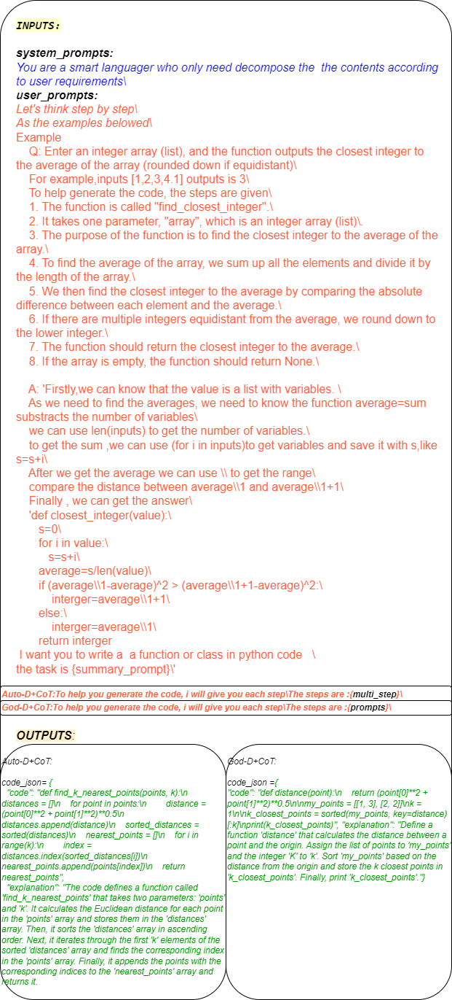 INPUTS:
system_prompts:
You are a smart languager who only need decompose the  the contents according
to user requirements\
user_prompts:
Let's think step by step\
As the examples belowed\
Example
Q: Enter an integer array (list), and the function outputs the closest integer to
the average of the array (rounded down if equidistant)\
For example,inputs [1,2,3,4.1] outputs is 3\
To help generate the code, the steps are given\
1. The function is called "find_closest_integer".\
2. It takes one parameter, "array", which is an integer array (list)\.
3. The purpose of the function is to find the closest integer to the average of the
array.\
4. To find the average of the array, we sum up all the elements and divide it by
the length of the array.\
5. We then find the closest integer to the average by comparing the absolute
difference between each element and the average.\
6. If there are multiple integers equidistant from the average, we round down to
the lower integer.\
7. The function should return the closest integer to the average.\
8. If the array is empty, the function should return None.\
A: 'Firstly,we can know that the value is a list with variables. \
As we need to find the averages, we need to know the function average=sum
substracts the number of variables\
we can use len(inputs) to get the number of variables.\
to get the sum ,we can use (for i in inputs)to get variables and save it with s,like
s=s+i\
After we get the average we can use \\ to get the range\
compare the distance between average\\1 and average\\1+1\
Finally , we can get the answer\
'def closest_integer(value):\
s=0\
for i in value:\
s=s+i\
average=s/len(value)\
if (average\\1-average)^2 > (average\\1+1-average)^2:\
interger=average\\1+1\
else:\
interger=average\\1\
return interger
I want you to write a  a function or class in python code   \
the task is {summary_prompt}\'
Auto-D+CoT:To help you generate the code, i will give you each step\The steps are :{multi_step}\
God-D+CoT:To help you generate the code, i will give you each step\The steps are :{prompts}\
OUTPUTS:
Auto-D+CoT:
code_json= {
"code": "def find_k_nearest_points(points, k):\n
distances = []\n    for point in points:\n        distance =
(point[0]**2 + point[1]**2)**0.5\n
distances.append(distance)\n    sorted_distances =
sorted(distances)\n    nearest_points = []\n    for i in
range(k):\n        index =
distances.index(sorted_distances[i])\n
nearest_points.append(points[index])\n    return
nearest_points",
"explanation": "The code defines a function called
'find_k_nearest_points' that takes two parameters: 'points'
and 'k'. It calculates the Euclidean distance for each point
in the 'points' array and stores them in the 'distances'
array. Then, it sorts the 'distances' array in ascending
order. Next, it iterates through the first 'k' elements of the
sorted 'distances' array and finds the corresponding index
in the 'points' array. Finally, it appends the points with the
corresponding indices to the 'nearest_points' array and
returns it.
God-D+CoT:
code_json ={
"code": "def distance(point):\n    return (point[0]**2 +
point[1]**2)**0.5\n\nmy_points = [[1, 3], [2, 2]]\nk =
1\n\nk_closest_points = sorted(my_points, key=distance)
[:k]\nprint(k_closest_points)", "explanation": "Define a
function 'distance' that calculates the distance between a
point and the origin. Assign the list of points to 'my_points'
and the integer 'K' to 'k'. Sort 'my_points' based on the
distance from the origin and store the k closest points in
'k_closest_points'. Finally, print 'k_closest_points'."}